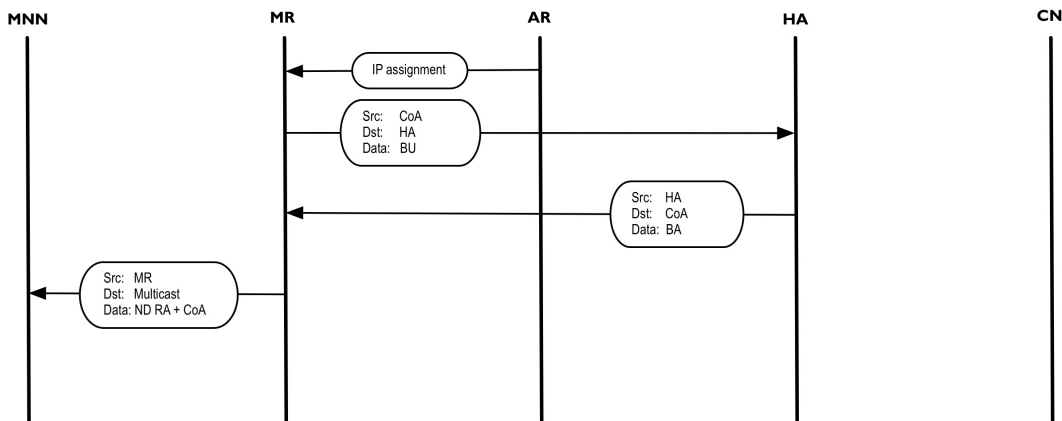 MNN MR AR HA CN
IP assignment
Src: CoA
Dst: HA
Data: BU
Src: HA
Dst: CoA
Data: BA
Src: MR
Dst: Multicast
Data: ND RA + CoA